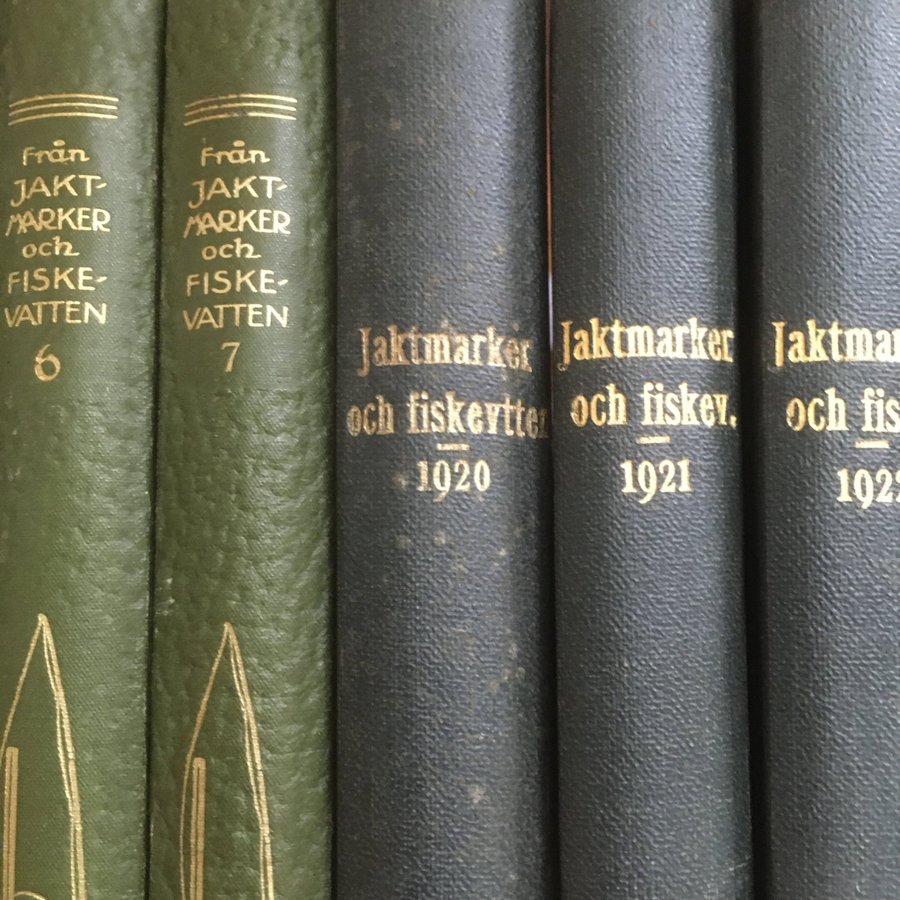 Från
JAKT-
MARKER
och
FISKE-
VATTEN
6
Från
JAKT-
MARKER
och
FISKE-
VATTEN
7
Jaktmarker
och fiskevtten
1920
Jaktmarker
och fiskev.
1921
Jaktmar
och fis
1922